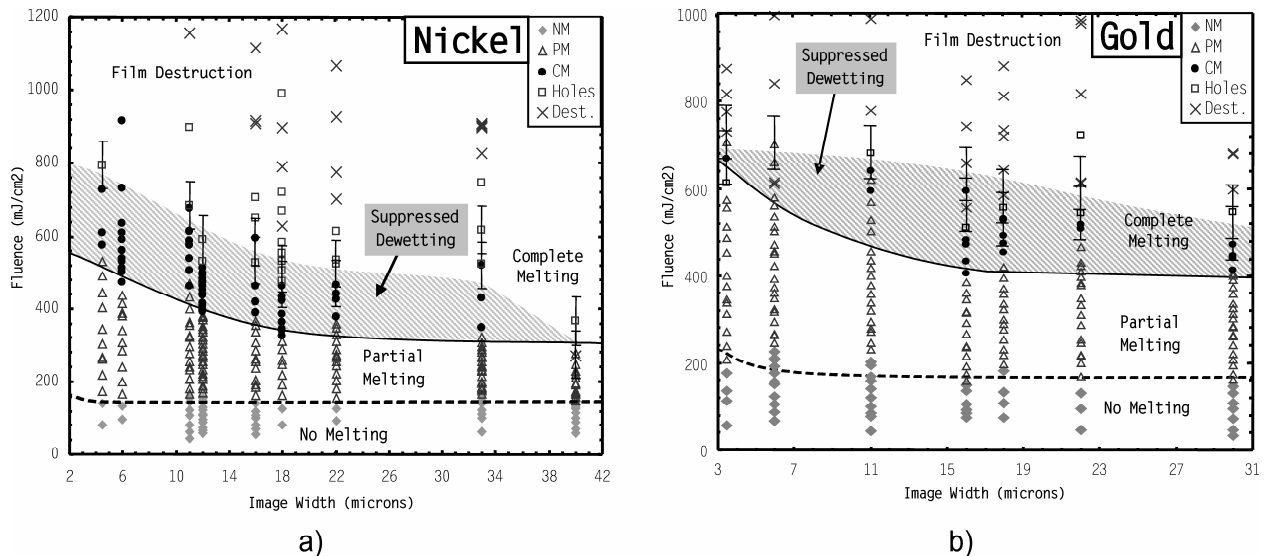 Nickel
NM
PM
CM
Holes
Dest.
Film Destruction
Suppressed
Dewetting
Complete
Melting
Partial
Melting
No Melting
Fluence (mJ/cm2)
1200
1000
800
600
400
200
0
2 6 10 14 18 22 26 30 34 38 42
Image Width (microns)
a)
Gold
NM
PM
CM
Holes
Dest.
Film Destruction
Suppressed
Dewetting
Complete
Melting
Partial
Melting
No Melting
Fluence (mJ/cm2)
1000
800
600
400
200
0
3 7 11 15 19 23 27 31
Image Width (microns)
b)